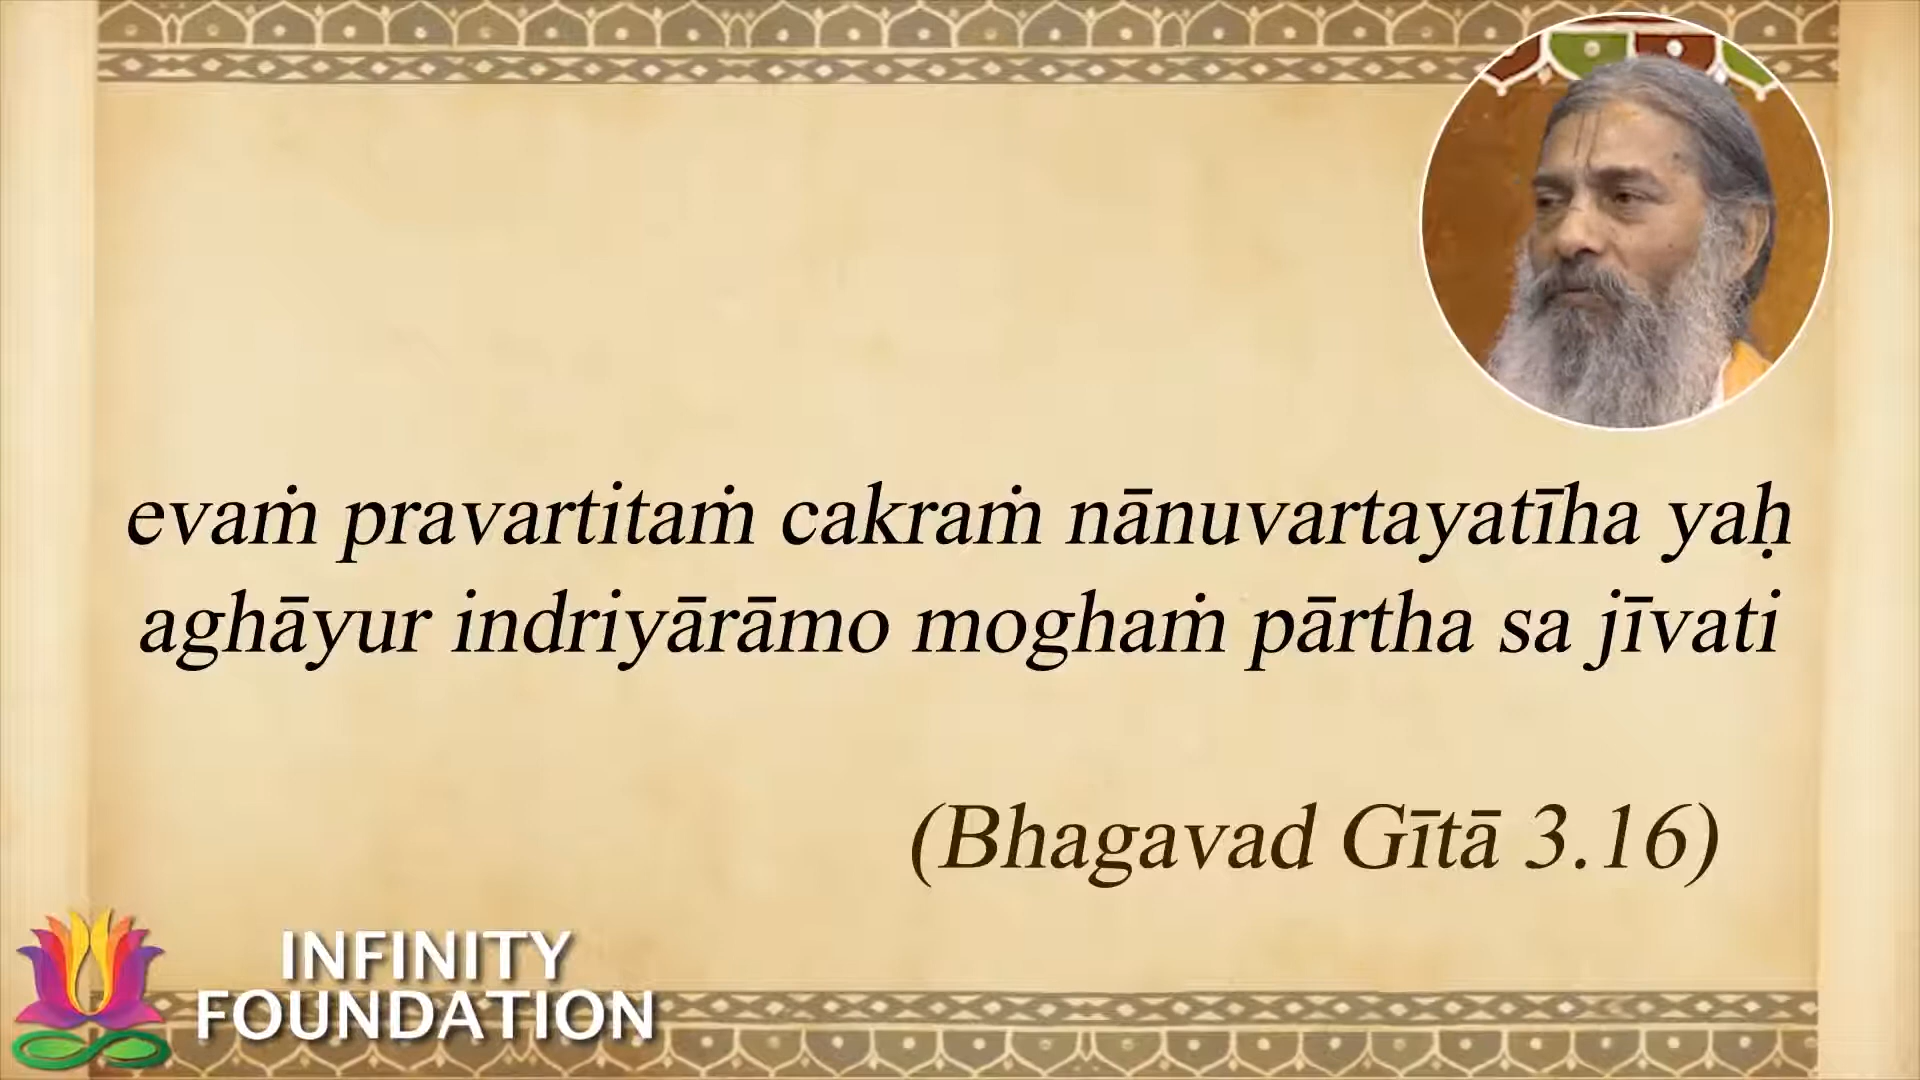 evaṁ pravartitaṁ cakraṁ nānuvartayatīha yaḥ
aghāyur indriyārāmo moghaṁ pārtha sa jīvati
(Bhagavad Gītā 3.16)
INFINITY
FOUNDATION